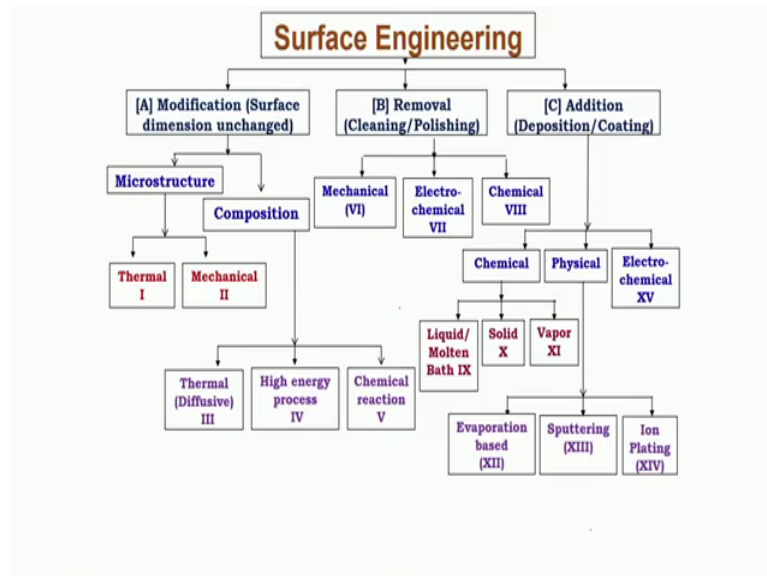 Surface Engineering
[A] Modification (Surface
dimension unchanged)
[B] Removal
(Cleaning/Polishing)
[C] Addition
(Deposition/Coating)
Microstructure
Composition
Mechanical
(VI)
Electro-
chemical
VII
Chemical
VIII
Thermal
I
Mechanical
II
Chemical
Physical
Electro-
chemical
XV
Liquid/
Molten
Bath IX
Solid
X
Vapor
XI
Thermal
(Diffusive)
III
High energy
process
IV
Chemical
reaction
V
Evaporation
based
(XII)
Sputtering
(XIII)
Ion
Plating
(XIV)